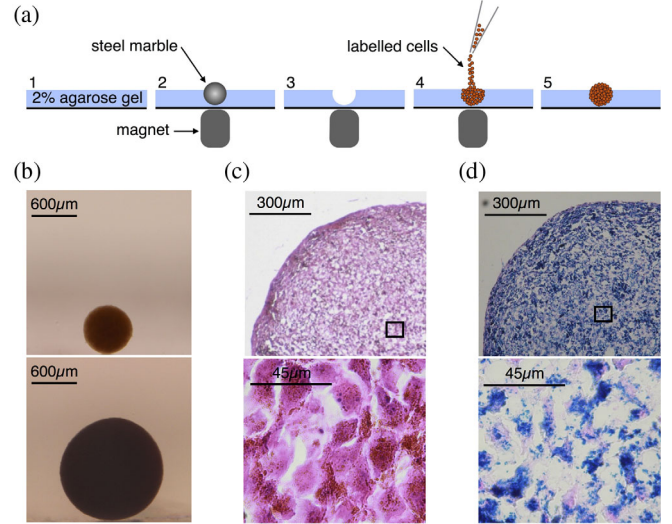 (a)
steel marble
labelled cells
1
2
3
4
5
2% agarose gel
magnet
(b)
(c)
(d)
600µm
300µm
300µm
600µm
45µm
45µm